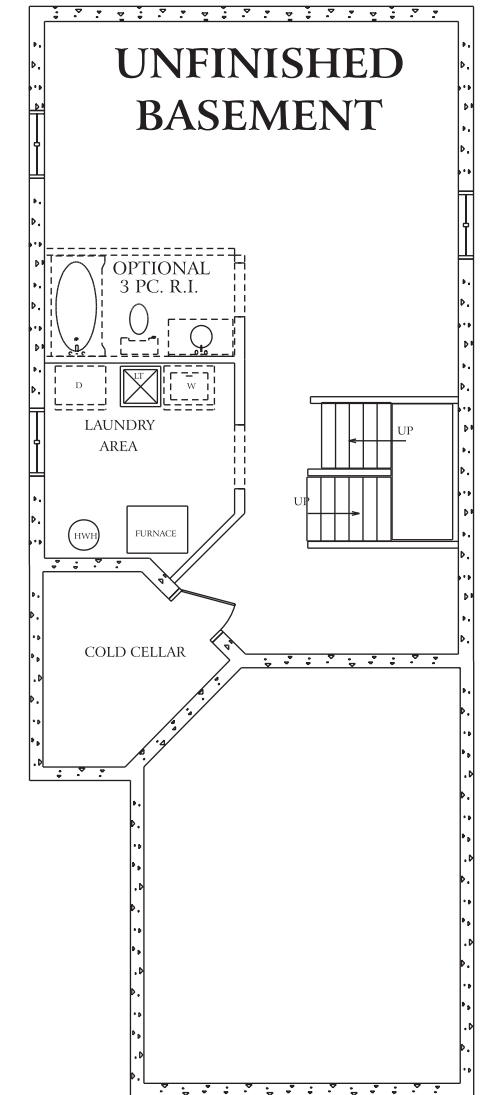 UNFINISHED
BASEMENT
OPTIONAL
3 PC. R.I.
D
LT
W
LAUNDRY
AREA
UP
UP
HWH
FURNACE
COLD CELLAR